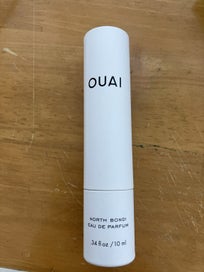 OUAI
NORTH BONDI
EAU DE PARFUM
.34 fl oz / 10 ml